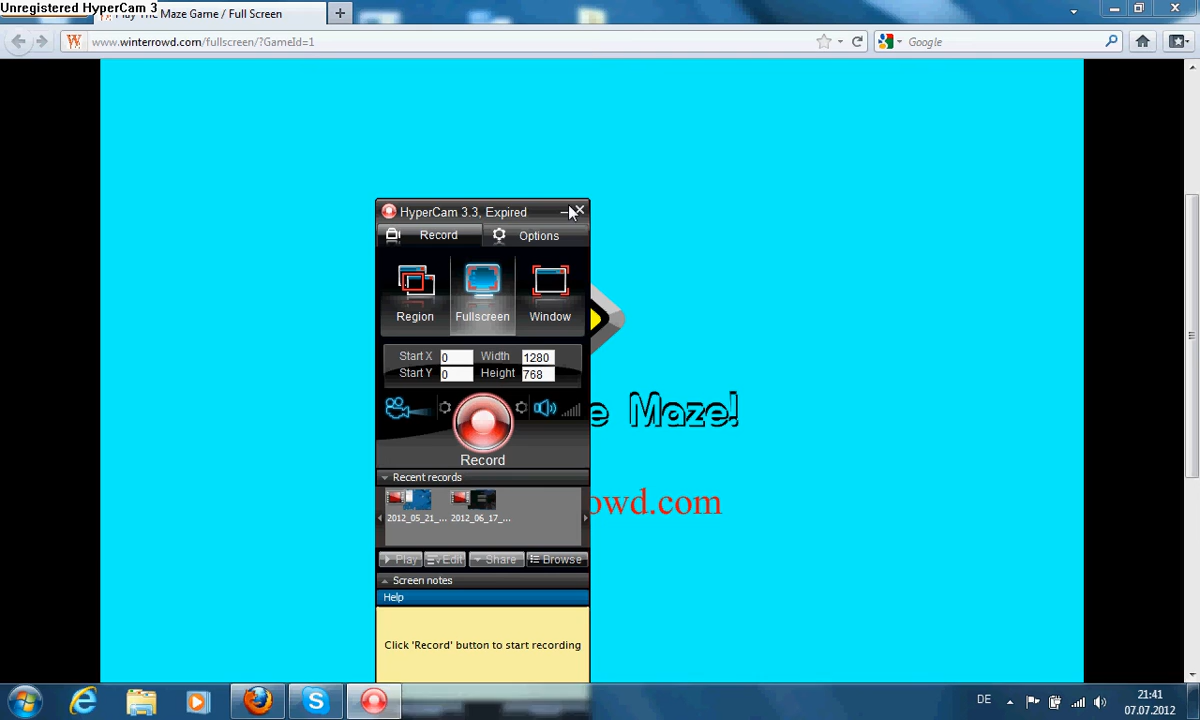 Unregistered HyperCam 3
Play The Maze Game / Full Screen
www.winterrowd.com/fullscreen/?GameId=1
Google
HyperCam 3.3, Expired
Record
Options
Region
Fullscreen
Window
Start X 0 Width 1280
Start Y 0 Height 768
e Maze!
Record
Recent records
owd.com
2012_05_21_... 2012_06_17_...
Play Edit Share Browse
Screen notes
Help
Click 'Record' button to start recording
DE
21:41
07.07.2012